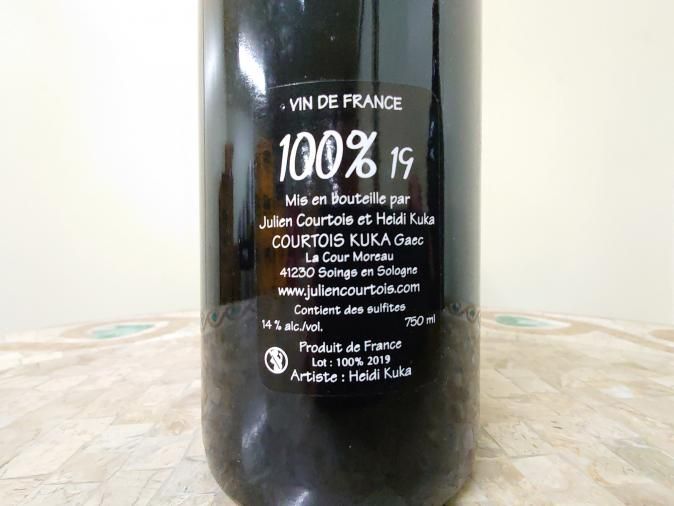 VIN DE FRANCE
100% 19
Mis en bouteille par
Julien Courtois et Heidi Kuka
COURTOIS KUKA Gaec
La Cour Moreau
41230 Soings en Sologne
www.juliencourtois.com
Contient des sulfites
14 % alc./vol. 750 ml
Produit de France
Lot : 100% 2019
Artiste : Heidi Kuka